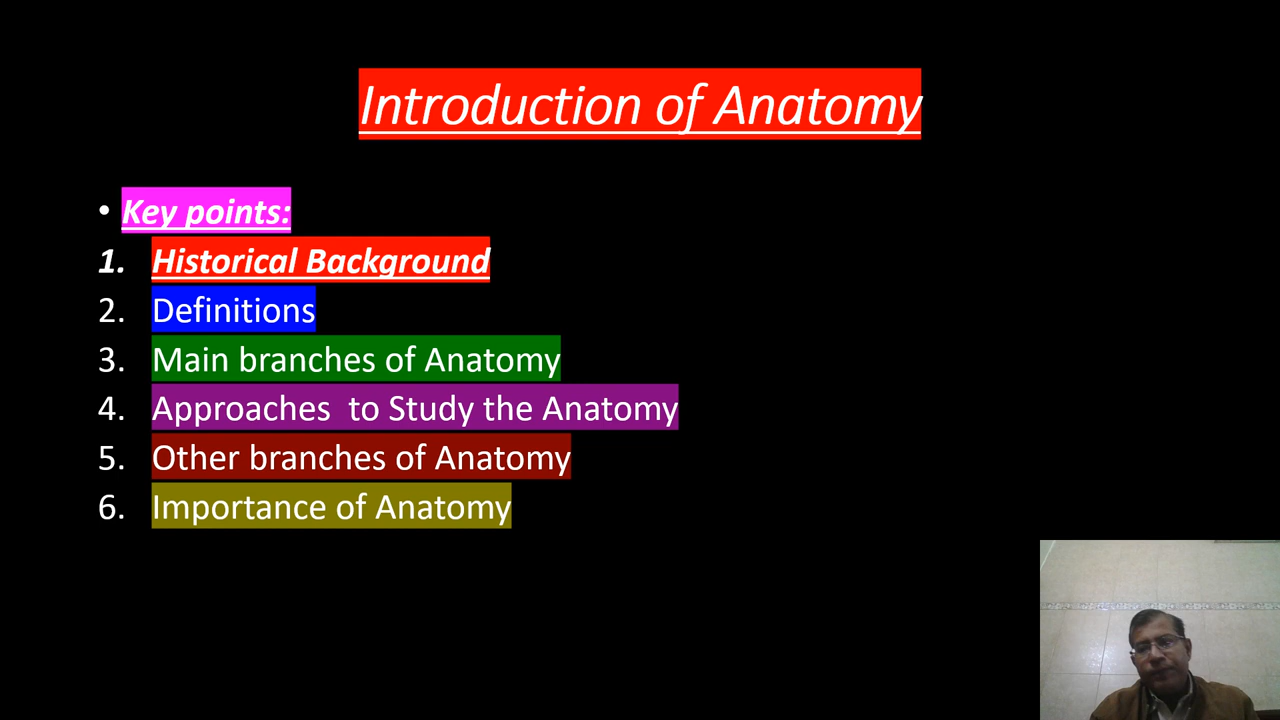 Introduction of Anatomy
• Key points:
1. Historical Background
2. Definitions
3. Main branches of Anatomy
4. Approaches  to Study the Anatomy
5. Other branches of Anatomy
6. Importance of Anatomy